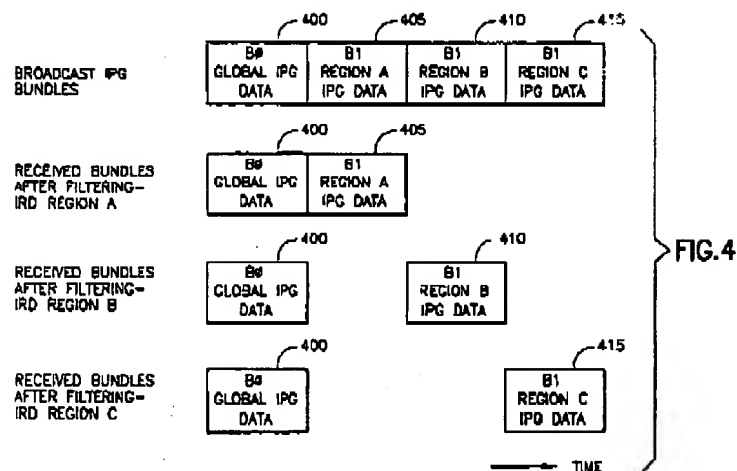 400 405 410 415
BROADCAST IPG
BUNDLES
B0
GLOBAL IPG
DATA
B1
REGION A
IPG DATA
B1
REGION B
IPG DATA
B1
REGION C
IPG DATA
400 405
RECEIVED BUNDLES
AFTER FILTERING-
IRD REGION A
B0
GLOBAL IPG
DATA
B1
REGION A
IPG DATA
400 410
RECEIVED BUNDLES
AFTER FILTERING-
IRD REGION B
B0
GLOBAL IPG
DATA
B1
REGION B
IPG DATA
FIG.4
400 415
RECEIVED BUNDLES
AFTER FILTERING-
IRD REGION C
B0
GLOBAL IPG
DATA
B1
REGION C
IPG DATA
TIME